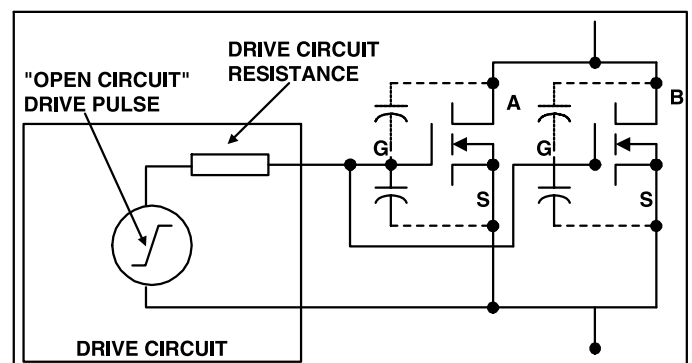 DRIVE CIRCUIT
RESISTANCE
"OPEN CIRCUIT"
DRIVE PULSE
A
B
G
G
S
S
DRIVE CIRCUIT